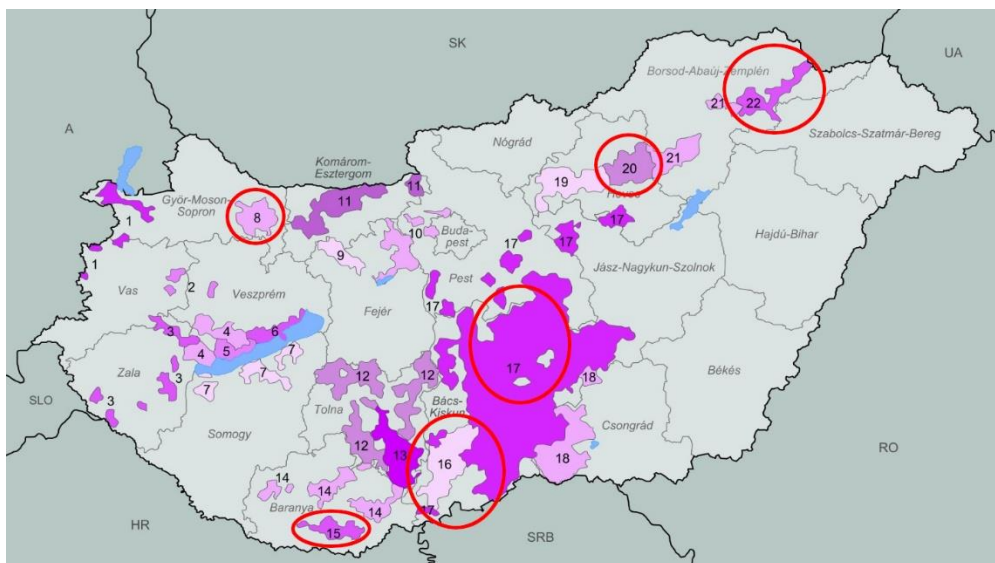 SK
UA
A
Borsod-Abaúj-Zemplén
21
22
Szabolcs-Szatmár-Bereg
Nógrád
Komárom-
Esztergom
20
21
19
Heves
11
11
1
Győr-Moson-
Sopron
8
17
Hajdú-Bihar
10
Buda-
pest
17
17
9
1
Pest
Jász-Nagykun-Szolnok
Vas
2
Veszprém
Fejér
17
3
4
6
4
5
7
17
Zala
3
7
12
12
18
Békés
7
3
SLO
Tolna
Bács-
Kiskun
Csongrád
Somogy
12
13
16
18
RO
14
14
Baranya
14
17
HR
15
SRB